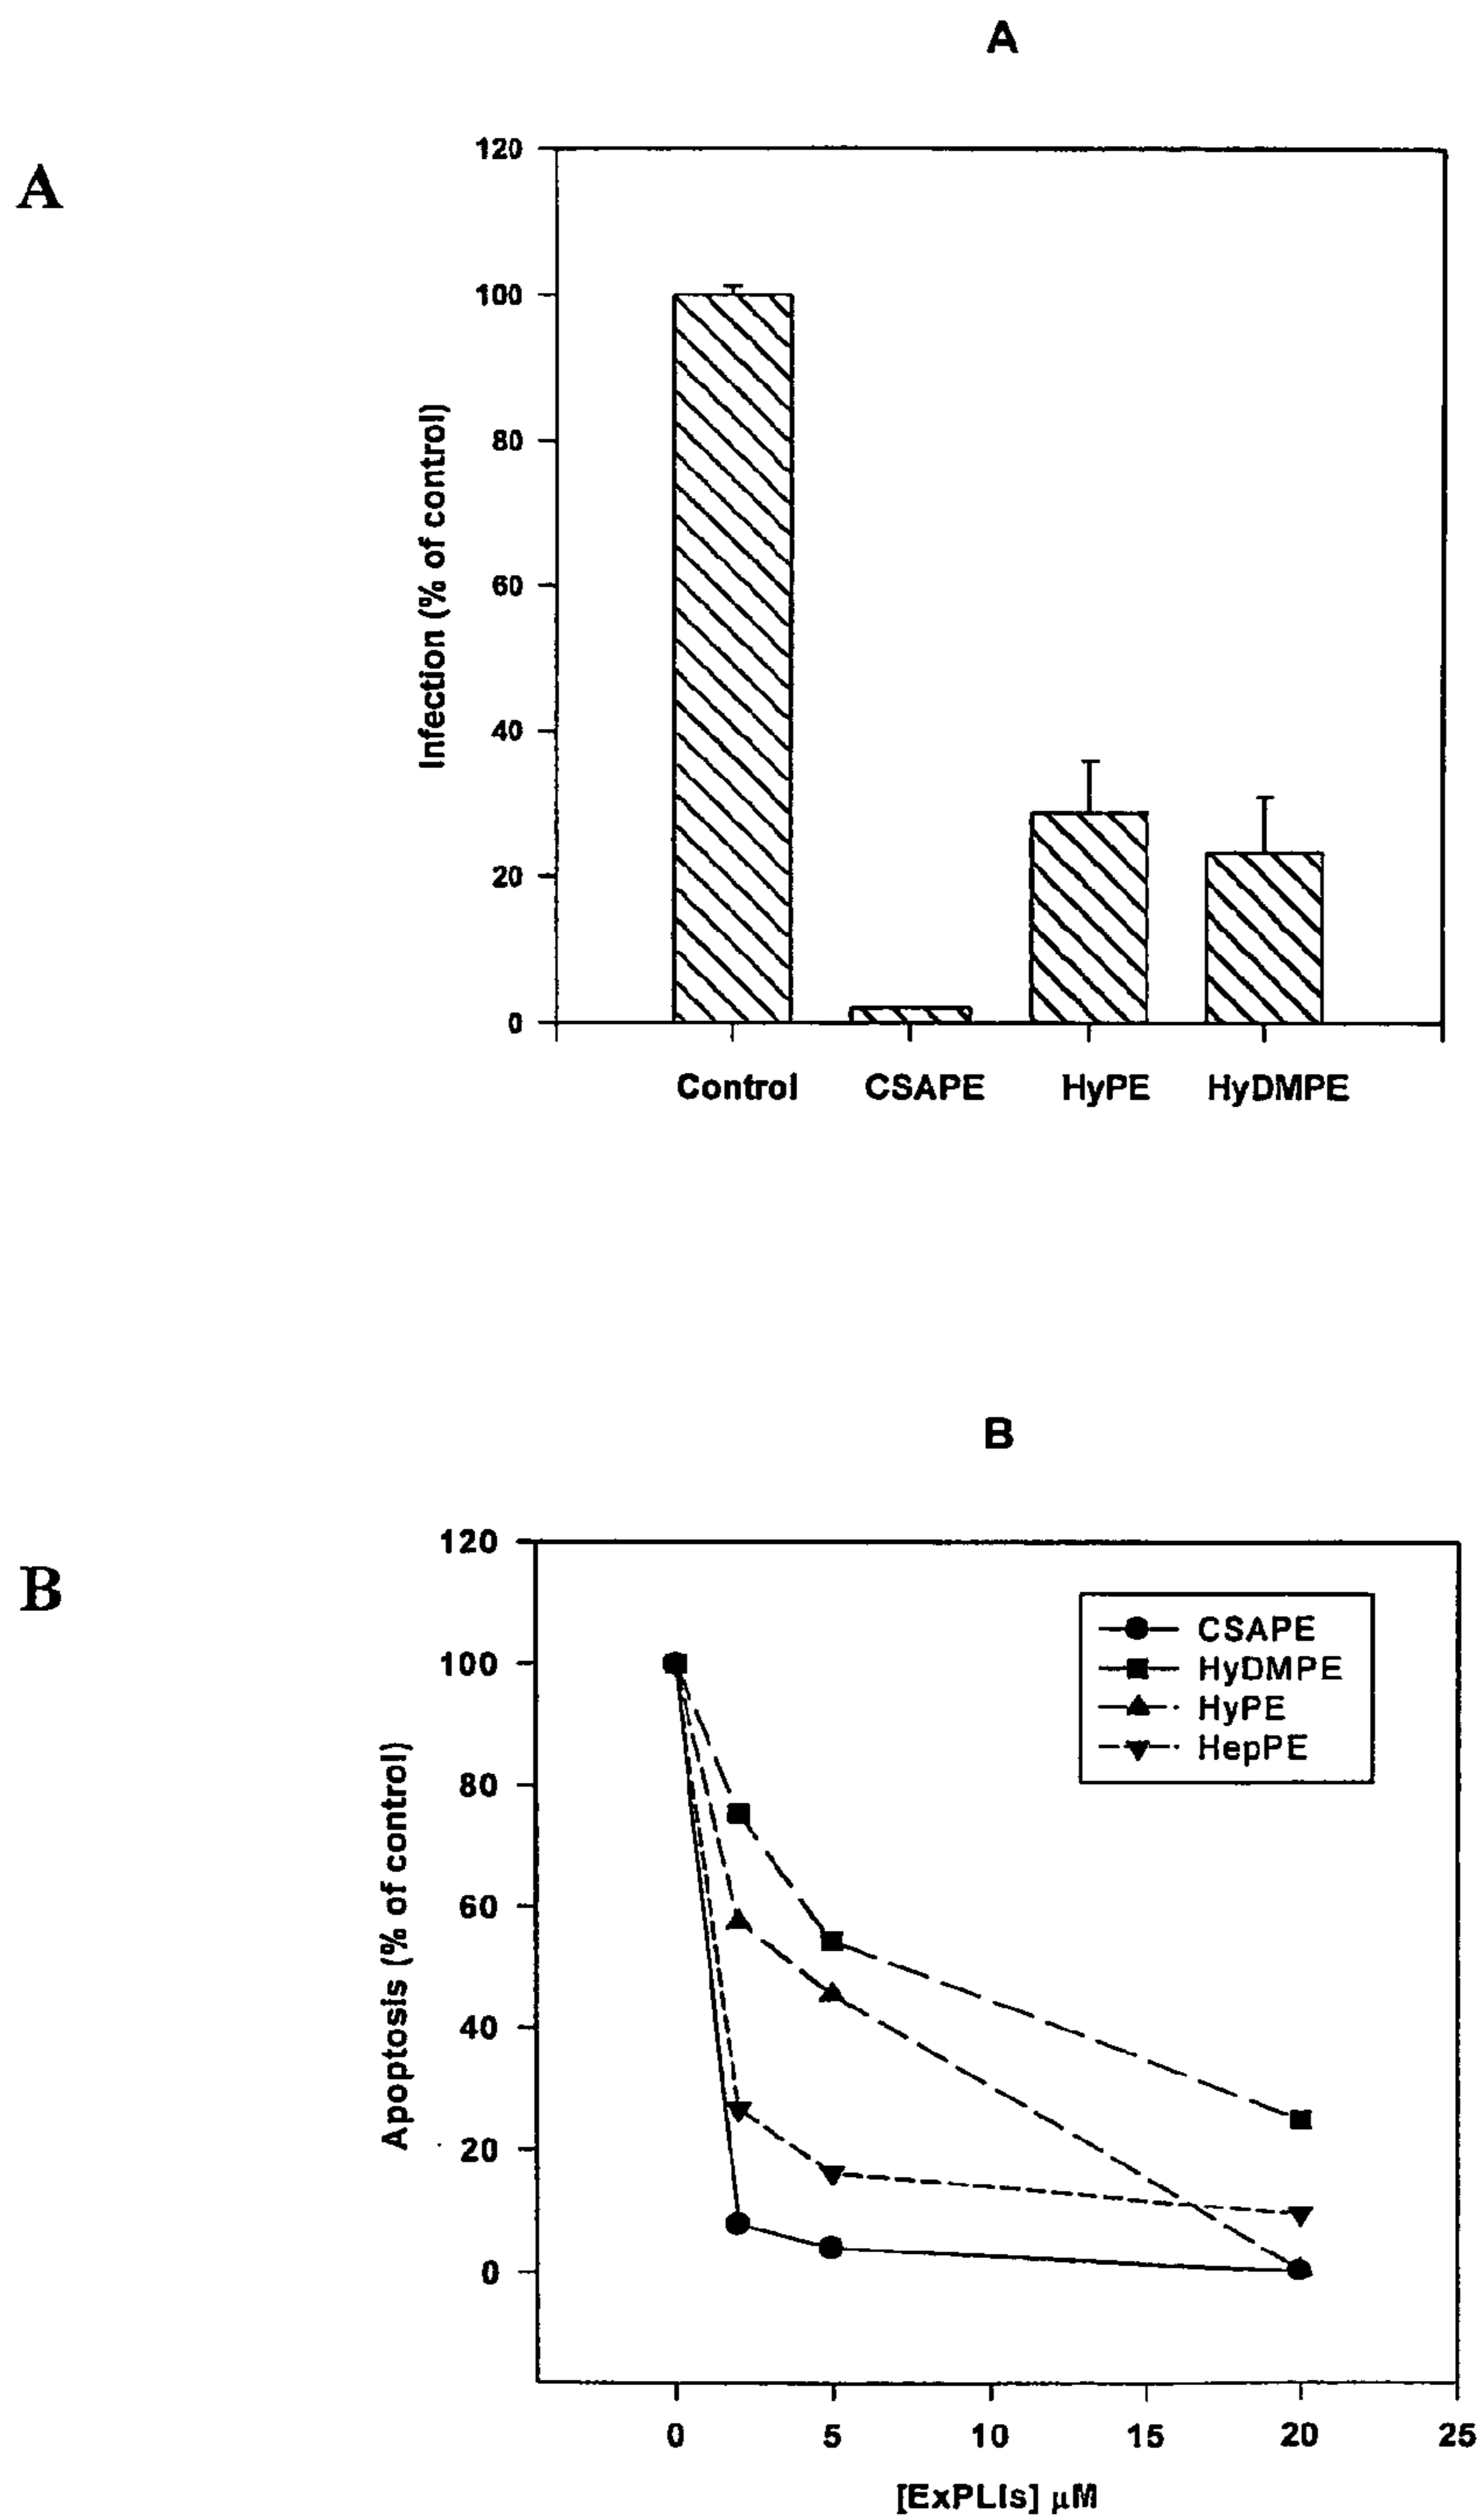 A
A
120
100
80
60
40
20
0
Infection (% of control)
Control CSAPE HyPE HyDMPE
B
B
120
100
80
60
40
20
0
Apoptosis (% of control)
CSAPE
HyDMPE
HyPE
HepPE
0 5 10 15 20 25
[ExPLIs] µM